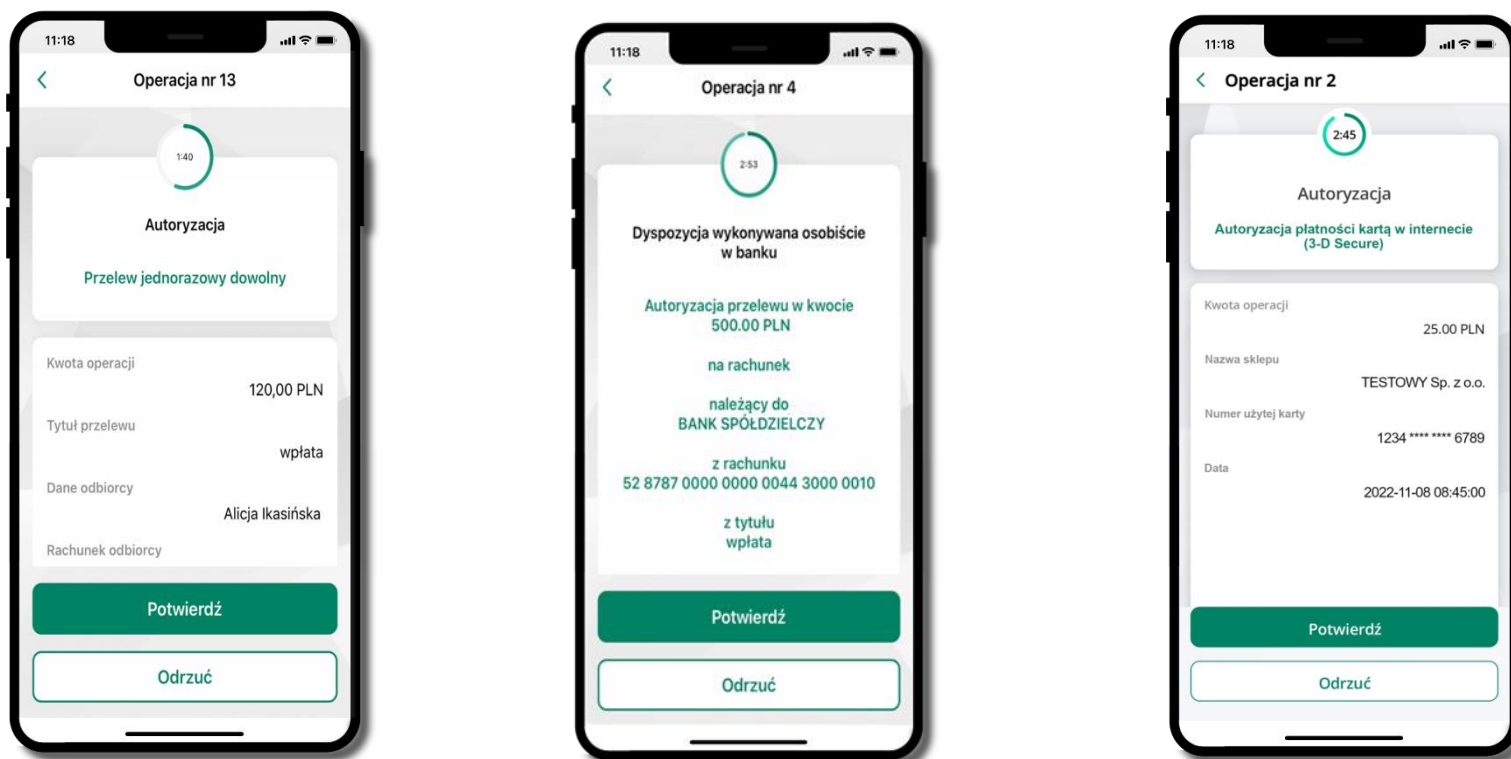 11:18
Operacja nr 13
1:40
Autoryzacja
Przelew jednorazowy dowolny
Kwota operacji
120,00 PLN
Tytuł przelewu
wpłata
Dane odbiorcy
Alicja Ikasińska
Rachunek odbiorcy
Potwierdź
Odrzuć
11:18
Operacja nr 4
2:53
Dyspozycja wykonywana osobiście
w banku
Autoryzacja przelewu w kwocie
500.00 PLN
na rachunek
należący do
BANK SPÓŁDZIELCZY
z rachunku
52 8787 0000 0000 0044 3000 0010
z tytułu
wpłata
Potwierdź
Odrzuć
11:18
Operacja nr 2
2:45
Autoryzacja
Autoryzacja płatności kartą w internecie
(3-D Secure)
Kwota operacji
25.00 PLN
Nazwa sklepu
TESTOWY Sp. z o.o.
Numer użytej karty
1234 **** **** 6789
Data
2022-11-08 08:45:00
Potwierdź
Odrzuć